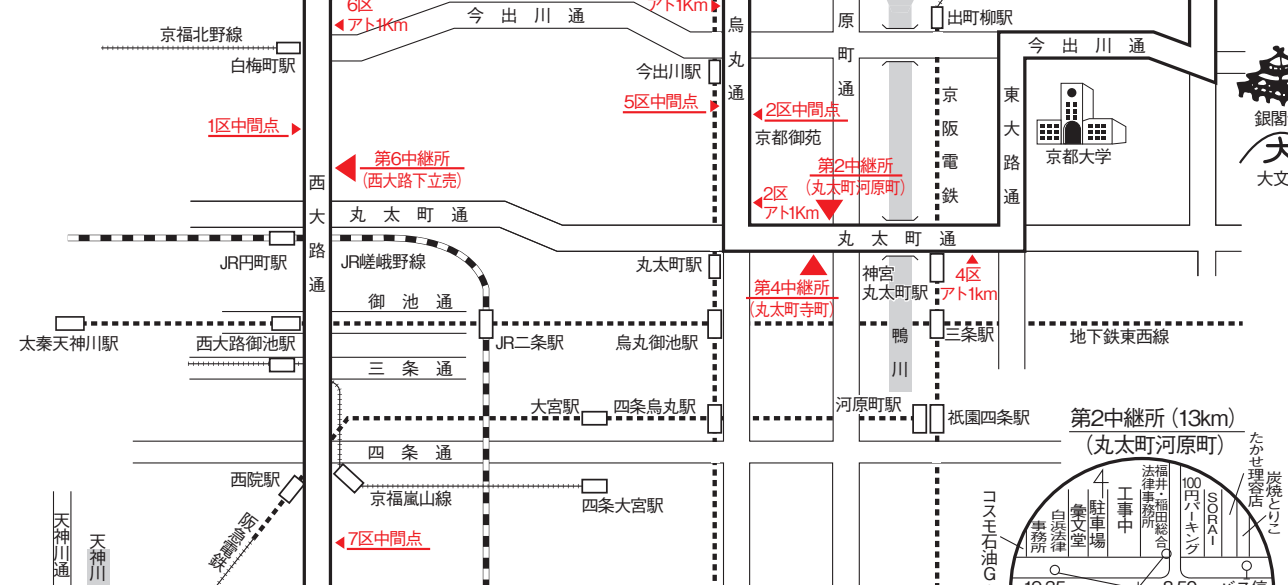 6区
アト1Km
今出川通
アト1Km
烏丸通
原町通
出町柳駅
今出川通
京福北野線
白梅町駅
今出川駅
5区中間点
2区中間点
京都御苑
京阪電鉄
東大路通
京都大学
銀閣
大文
1区中間点
第6中継所
(西大路下立売)
第2中継所
(丸太町河原町)
2区
アト1Km
西大路通
丸太町通
丸太町通
JR円町駅
JR嵯峨野線
丸太町駅
第4中継所
(丸太町寺町)
神宮
丸太町駅
4区
アト1km
御池通
太秦天神川駅
西大路御池駅
JR二条駅
烏丸御池駅
鴨川
三条駅
地下鉄東西線
三条通
大宮駅
四条烏丸駅
河原町駅
祇園四条駅
四条通
西院駅
京福嵐山線
四条大宮駅
阪急電鉄
7区中間点
天神川通
天神川
第2中継所(13km)
(丸太町河原町)
コスモ石油G
白浜法律
事務所
彙文堂
駐車場
工事中
福井・稲田総合
法律事務所
100円パーキング
SORAI
たかせ理容店
炭焼とりこ